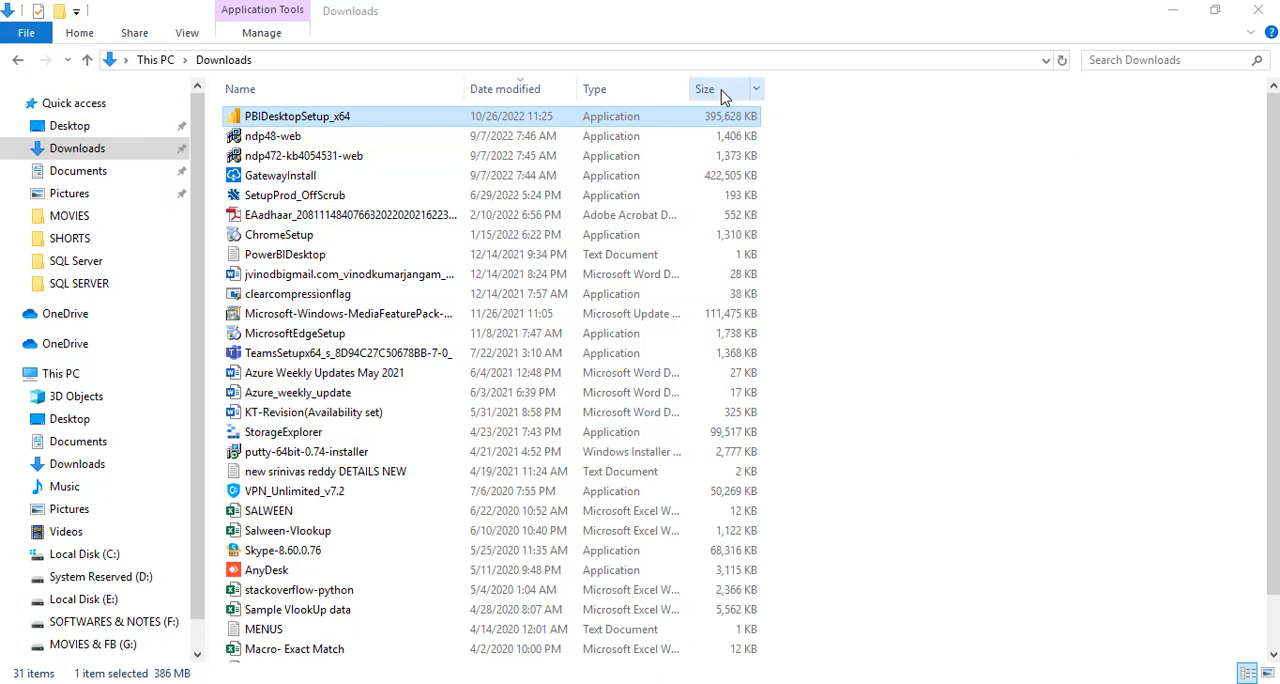 Application Tools Downloads
File Home Share View Manage
This PC > Downloads Search Downloads
Name Date modified Type Size
Quick access
Desktop
Downloads
Documents
Pictures
MOVIES
SHORTS
SQL Server
SQL SERVER
OneDrive
OneDrive
This PC
3D Objects
Desktop
Documents
Downloads
Music
Pictures
Videos
Local Disk (C:)
System Reserved (D:)
Local Disk (E:)
SOFTWARES & NOTES (F:)
MOVIES & FB (G:)
PBIDesktopSetup_x64 10/26/2022 11:25 Application 395,628 KB
ndp48-web 9/7/2022 7:46 AM Application 1,406 KB
ndp472-kb4054531-web 9/7/2022 7:45 AM Application 1,373 KB
GatewayInstall 9/7/2022 7:44 AM Application 422,505 KB
SetupProd_OffScrub 6/29/2022 5:24 PM Application 193 KB
EAadhaar_2081114840766322022020216223... 2/10/2022 6:56 PM Adobe Acrobat D... 552 KB
ChromeSetup 1/15/2022 6:22 PM Application 1,310 KB
PowerBIDesktop 12/14/2021 9:34 PM Text Document 1 KB
jvinodbigmail.com_vinodkumarjangam_... 12/14/2021 8:24 PM Microsoft Word D... 28 KB
clearcompressionflag 12/14/2021 7:57 AM Application 38 KB
Microsoft-Windows-MediaFeaturePack-... 11/26/2021 11:05 Microsoft Update ... 111,475 KB
MicrosoftEdgeSetup 11/8/2021 7:47 AM Application 1,738 KB
TeamsSetupx64_s_8D94C27C50678BB-7-0_ 7/22/2021 3:10 AM Application 1,368 KB
Azure Weekly Updates May 2021 6/4/2021 12:48 PM Microsoft Word D... 27 KB
Azure_weekly_update 6/3/2021 6:39 PM Microsoft Word D... 17 KB
KT-Revision(Availability set) 5/31/2021 8:58 PM Microsoft Word D... 325 KB
StorageExplorer 4/23/2021 7:43 PM Application 99,517 KB
putty-64bit-0.74-installer 4/21/2021 4:52 PM Windows Installer ... 2,777 KB
new srinivas reddy DETAILS NEW 4/19/2021 11:24 AM Text Document 2 KB
VPN_Unlimited_v7.2 7/6/2020 7:55 PM Application 50,269 KB
SALWEEN 6/22/2020 10:52 AM Microsoft Excel W... 12 KB
Salween-Vlookup 6/10/2020 10:40 PM Microsoft Excel W... 1,122 KB
Skype-8.60.0.76 5/25/2020 11:35 AM Application 68,316 KB
AnyDesk 5/11/2020 9:48 PM Application 3,115 KB
stackoverflow-python 5/4/2020 1:04 AM Microsoft Excel W... 2,366 KB
Sample VlookUp data 4/28/2020 8:07 AM Microsoft Excel W... 5,562 KB
MENUS 4/14/2020 12:01 AM Text Document 1 KB
Macro- Exact Match 4/2/2020 10:00 PM Microsoft Excel W... 12 KB
31 items 1 item selected 386 MB